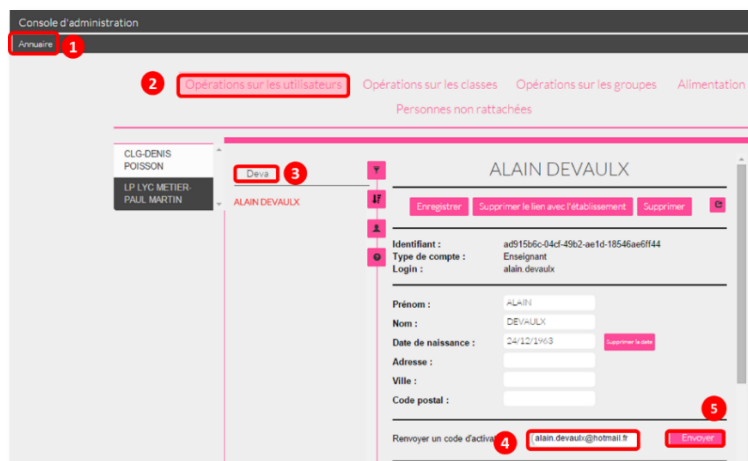 Console d'administration
Annuaire
1
2
Opérations sur les utilisateurs
Opérations sur les classes
Opérations sur les groupes
Alimentation
Personnes non rattachées
CLG-DENIS
POISSON
LP LYC METIER-
PAUL MARTIN
Deva
3
ALAIN DEVAULX
ALAIN DEVAULX
Enregistrer
Supprimer le lien avec l'établissement
Supprimer
Identifiant : ad915b6c-04cf-49b2-ae1d-18546ae6ff44
Type de compte : Enseignant
Login : alain.devaulx
Prénom : ALAIN
Nom : DEVAULX
Date de naissance : 24/12/1963 Supprimer la date
Adresse :
Ville :
Code postal :
5
Renvoyer un code d'activa
4
alain.devaulx@hotmail.fr
Envoyer